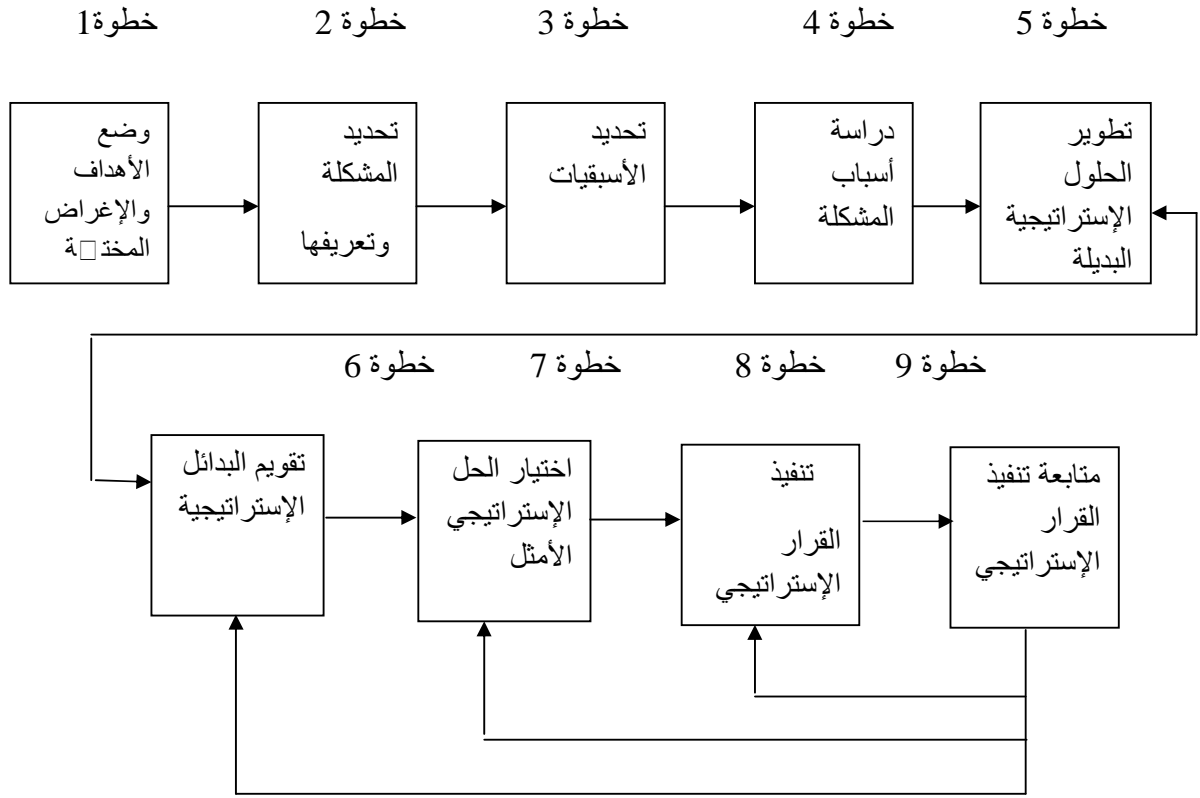 خطوة1
خطوة 2
خطوة 3
خطوة 4
خطوة 5
وضع
الأهداف
والإغراض
تحديد
المشكلة
وتعريفها
تحديد
الأسبقيات
دراسة
أسباب
المشكلة
تطوير
الحلول
الإستراتيجية
البديلة
خطوة 6
خطوة 7
خطوة 8
خطوة 9
تقويم البدائل
الإستراتيجية
اختيار الحل
الإستراتيجي
الأمثل
تنفيذ
القرار
الإستراتيجي
متابعة تنفيذ
القرار
الإستراتيجي